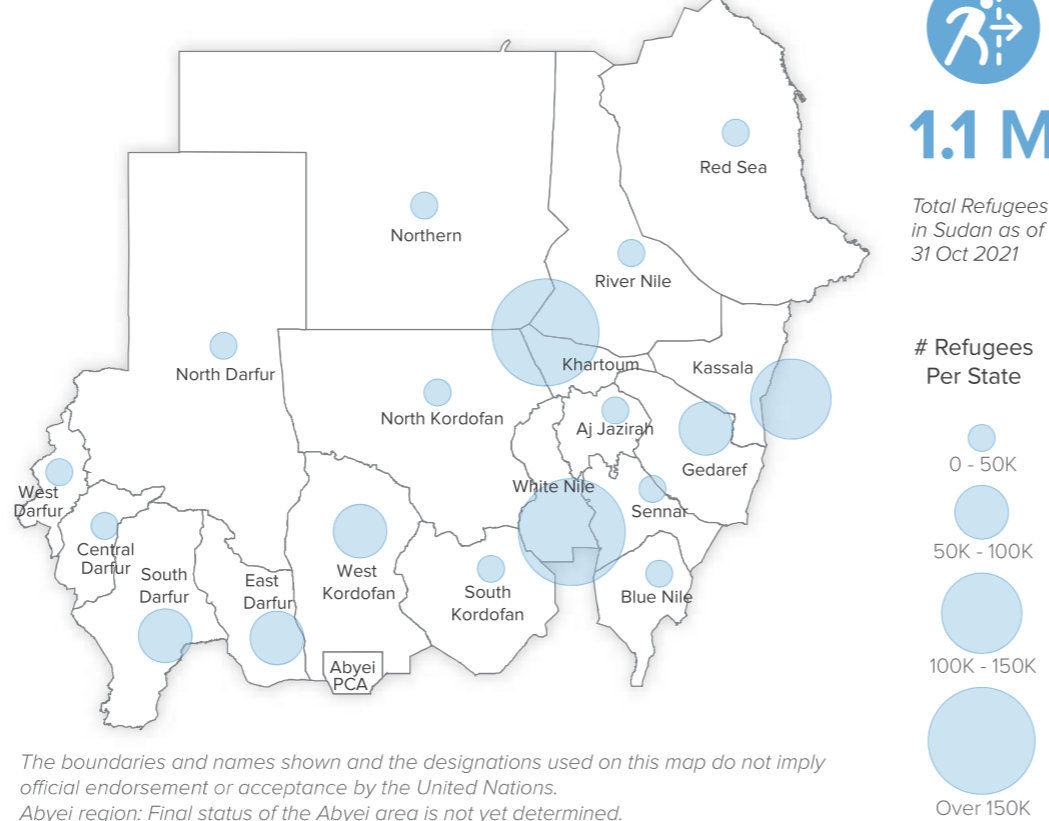 Red Sea
Northern
River Nile
North Darfur
Khartoum
Kassala
North Kordofan
Aj Jazirah
Gedaref
West
Darfur
White Nile
Sennar
Central
Darfur
South
Darfur
East
Darfur
West
Kordofan
South
Kordofan
Blue Nile
Abyei
PCA
1.1 M
Total Refugees
in Sudan as of
31 Oct 2021
# Refugees
Per State
0 - 50K
50K - 100K
100K - 150K
Over 150K
The boundaries and names shown and the designations used on this map do not imply
official endorsement or acceptance by the United Nations.
Abyei region: Final status of the Abyei area is not yet determined.